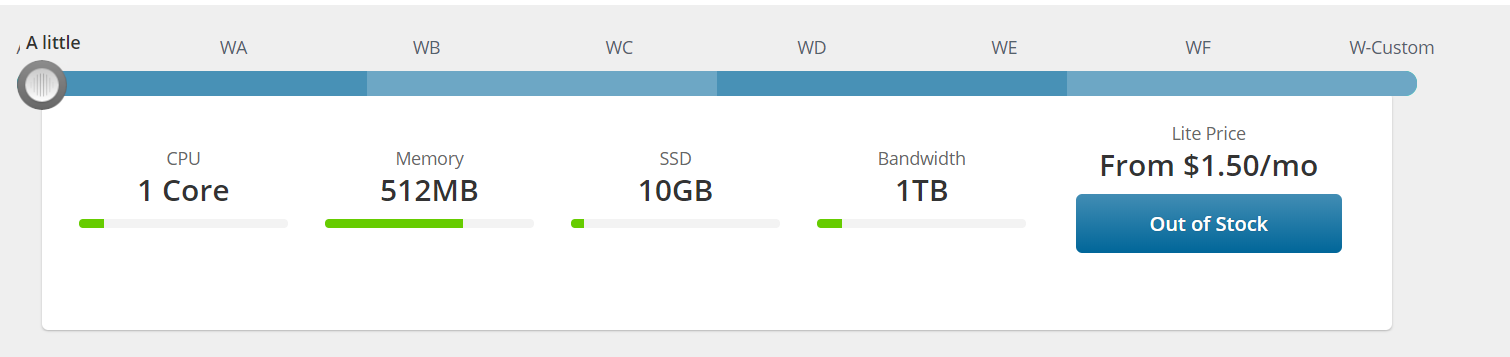 A little WA WB WC WD WE WF W-Custom
CPU Memory SSD Bandwidth Lite Price
1 Core 512MB 10GB 1TB From $1.50/mo
Out of Stock